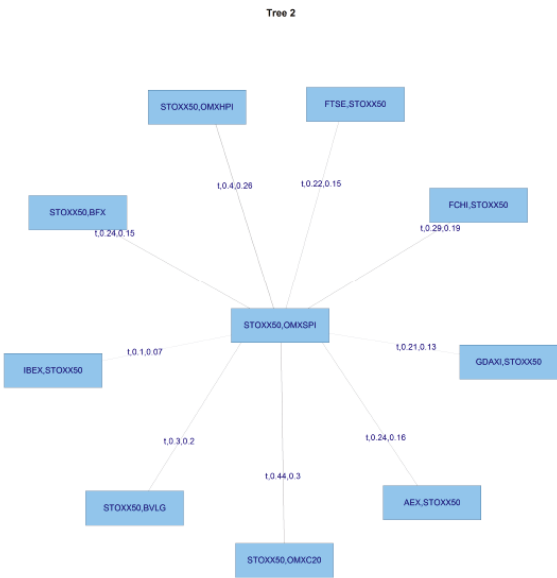 Tree 2
STOXX50,OMXHPI
FTSE,STOXX50
t,0.4,0.26
t,0.22,0.15
STOXX50,BFX
FCHI,STOXX50
t,0.24,0.15
t,0.29,0.19
STOXX50,OMXSPI
t,0.1,0.07
t,0.21,0.13
IBEX,STOXX50
GDAXI,STOXX50
t,0.3,0.2
t,0.24,0.16
t,0.44,0.3
STOXX50,BVLG
AEX,STOXX50
STOXX50,OMXC20